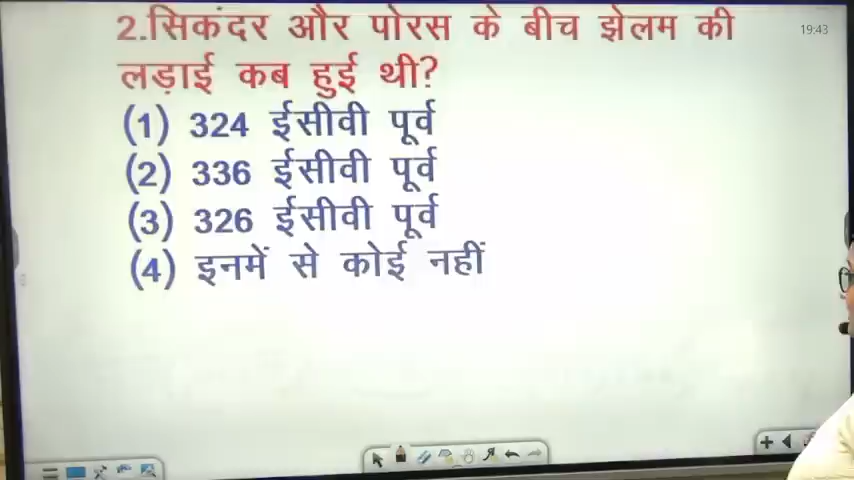 2.सिकंदर और पोरस के बीच झेलम की
19:43
लड़ाई कब हुई थी?
(1) 324 ईसीवी पूर्व
(2) 336 ईसीवी पूर्व
(3) 326 ईसीवी पूर्व
(4) इनमें से कोई नहीं